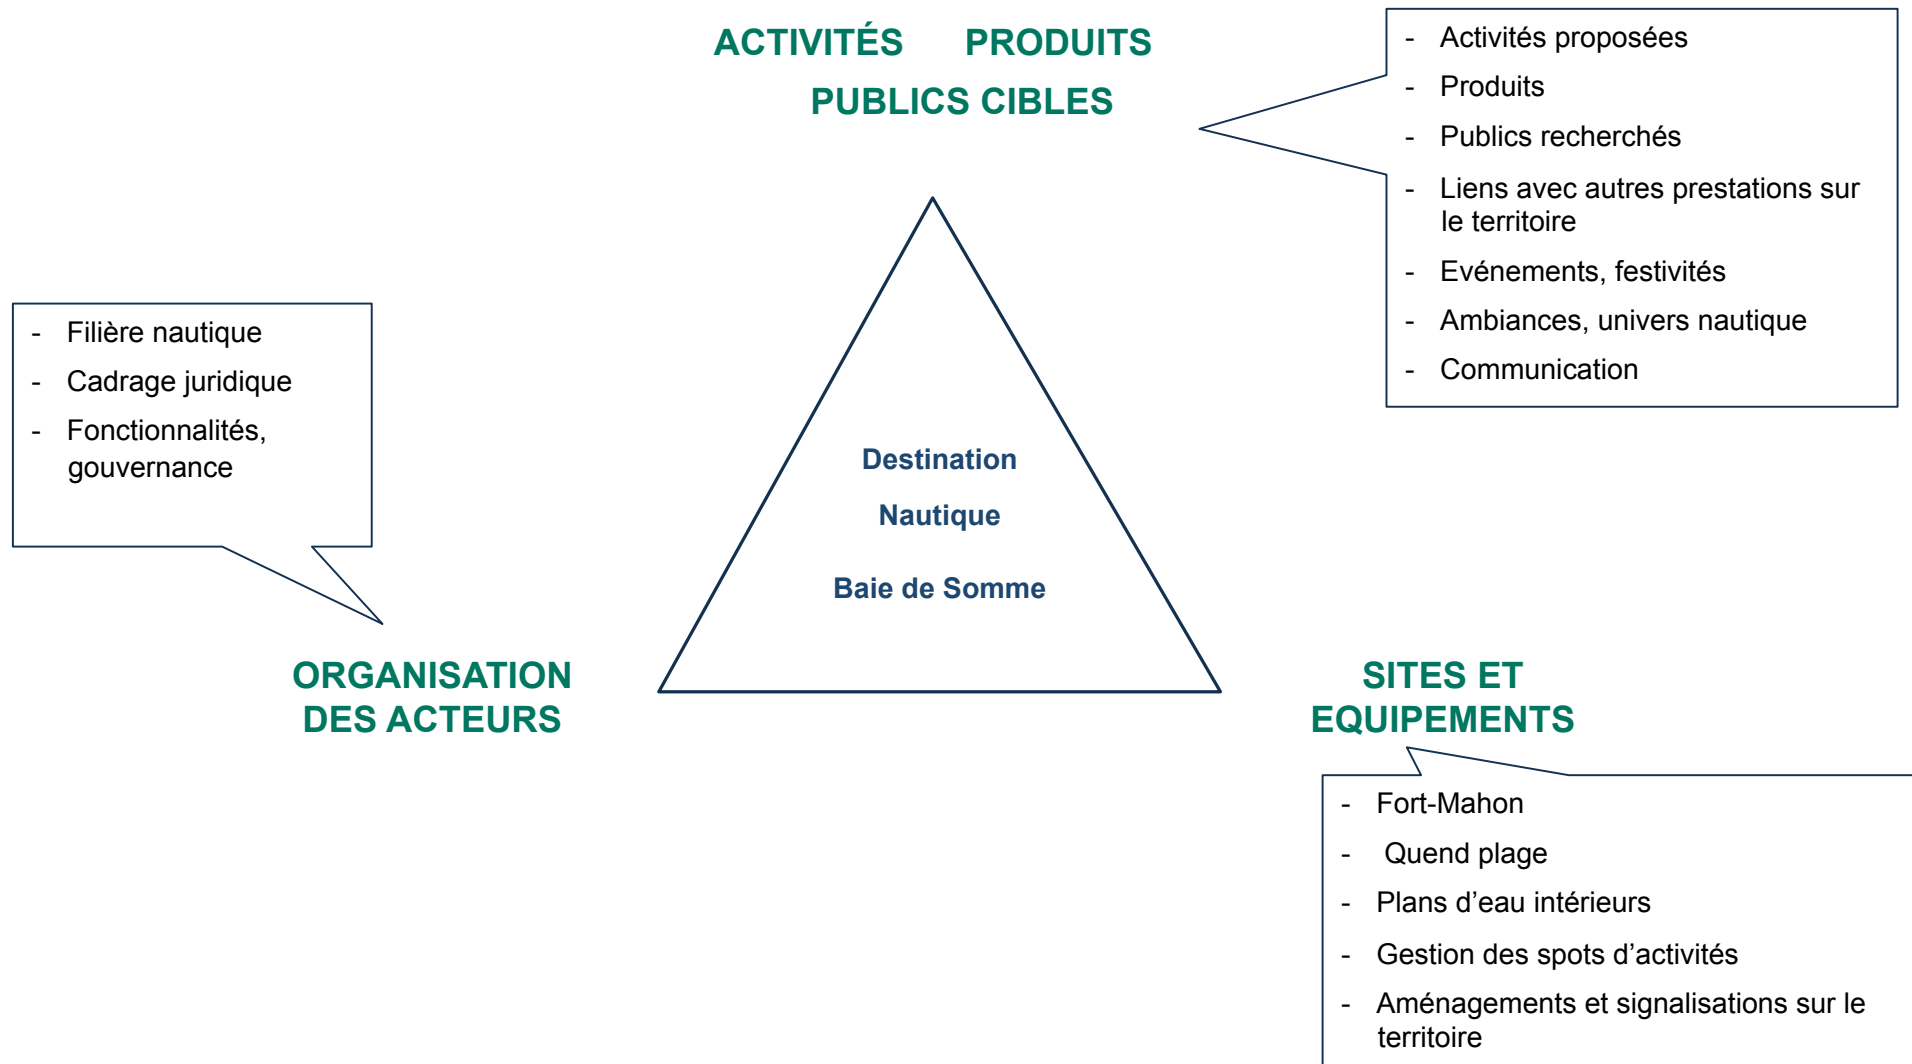 ACTIVITÉS PRODUITS
PUBLICS CIBLES
- Activités proposées
- Produits
- Publics recherchés
- Liens avec autres prestations sur
le territoire
- Evénements, festivités
- Ambiances, univers nautique
- Communication
- Filière nautique
- Cadrage juridique
- Fonctionnalités,
gouvernance
Destination
Nautique
Baie de Somme
ORGANISATION
DES ACTEURS
SITES ET
EQUIPEMENTS
- Fort-Mahon
- Quend plage
- Plans d’eau intérieurs
- Gestion des spots d’activités
- Aménagements et signalisations sur le
territoire